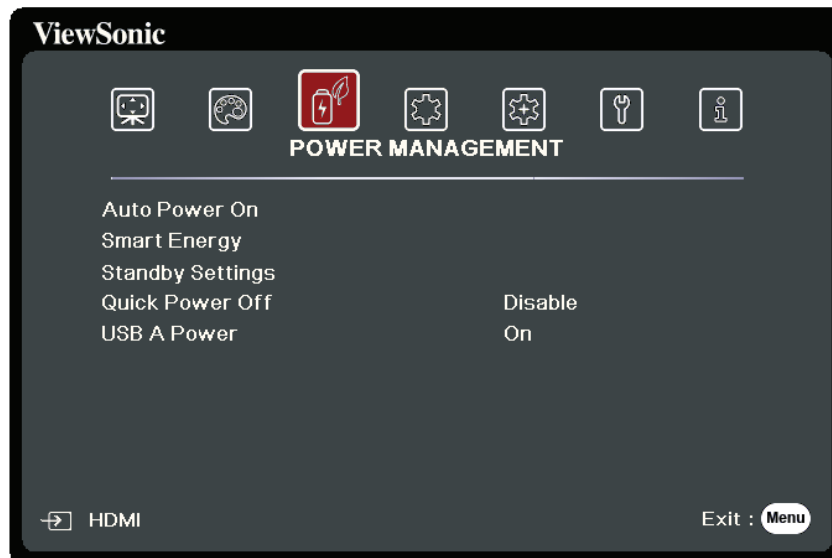 ViewSonic
POWER MANAGEMENT
Auto Power On
Smart Energy
Standby Settings
Quick Power Off Disable
USB A Power On
HDMI Exit : Menu